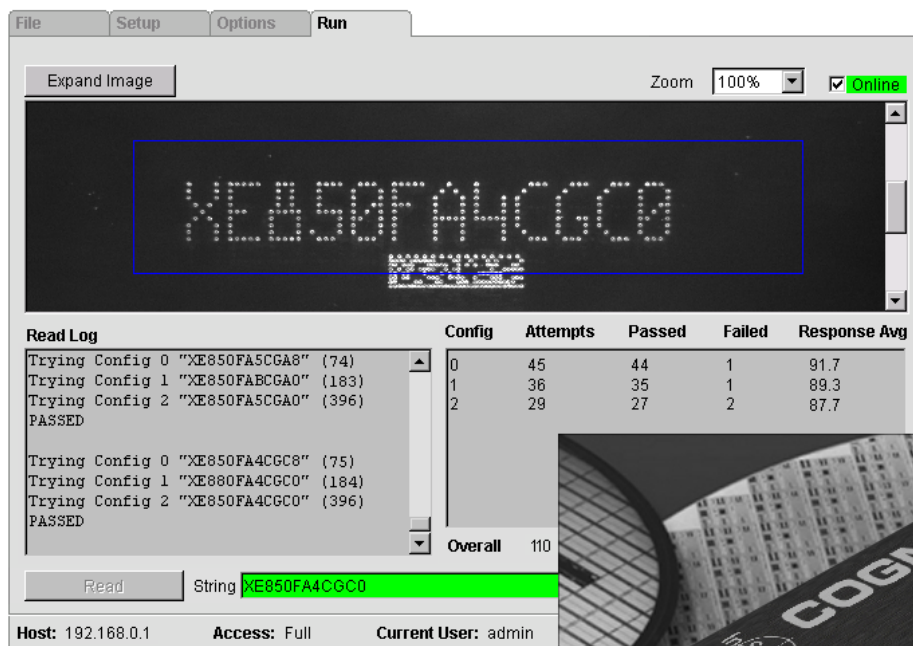 File Setup Options Run
Expand Image Zoom 100% Online
XE850FA4CGC0
Read Log Config Attempts Passed Failed Response Avg
Trying Config 0 "XE850FA5CGA8" (74)
Trying Config 1 "XE850FABCGA0" (183)
Trying Config 2 "XE850FA5CGA0" (396)
PASSED
Trying Config 0 "XE850FA4CGC8" (75)
Trying Config 1 "XE880FA4CGC0" (184)
Trying Config 2 "XE850FA4CGC0" (396)
PASSED
0 45 44 1 91.7
1 36 35 1 89.3
2 29 27 2 87.7
Overall 110
Read String XE850FA4CGC0
COGN
Host: 192.168.0.1 Access: Full Current User: admin